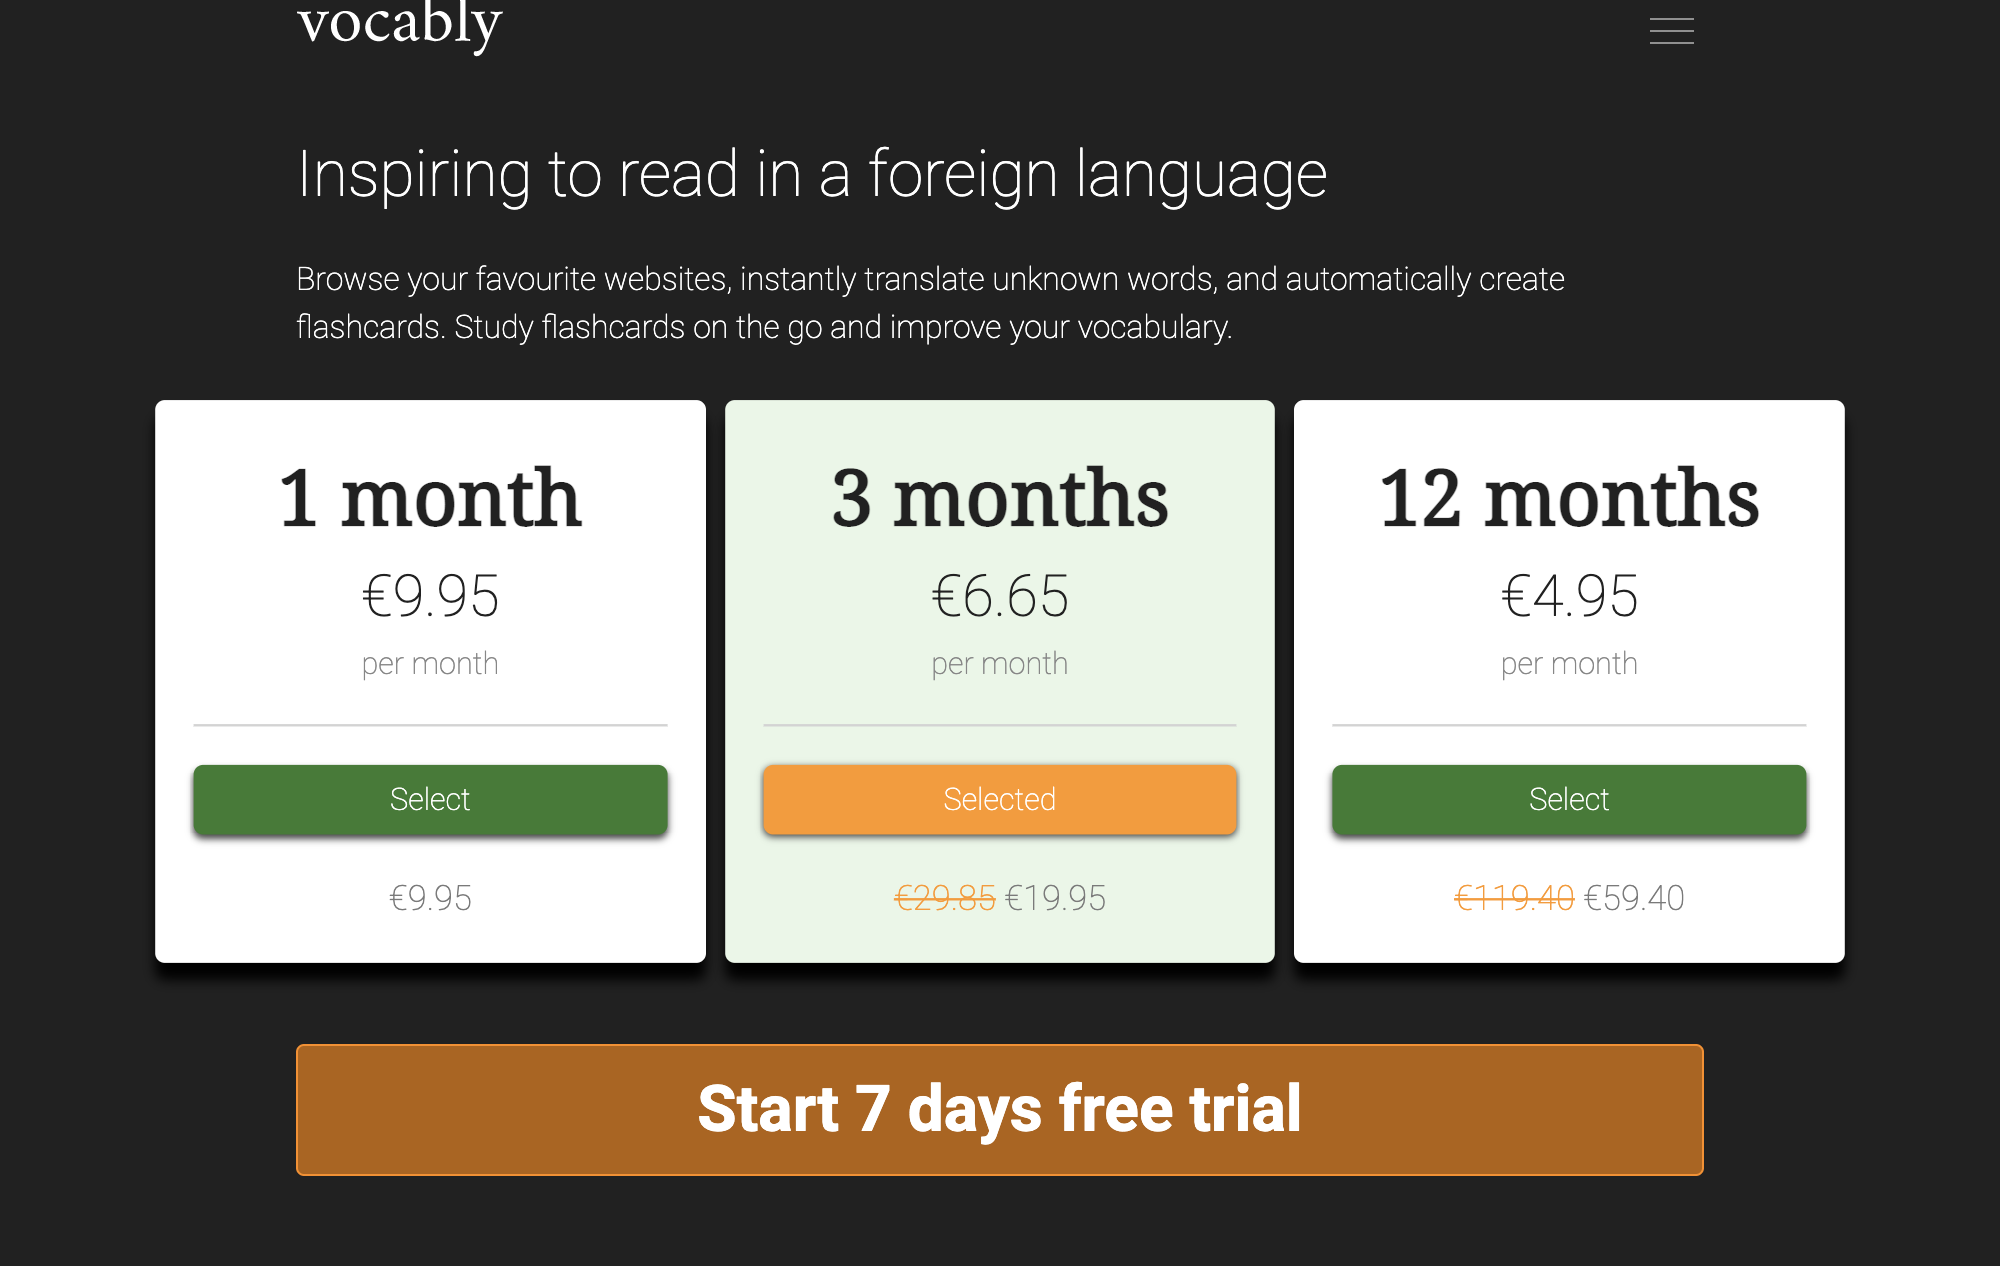 vocably
Inspiring to read in a foreign language
Browse your favourite websites, instantly translate unknown words, and automatically create
flashcards. Study flashcards on the go and improve your vocabulary.
1 month
€9.95
per month
Select
€9.95
3 months
€6.65
per month
Selected
€29.85 €19.95
12 months
€4.95
per month
Select
€119.40 €59.40
Start 7 days free trial